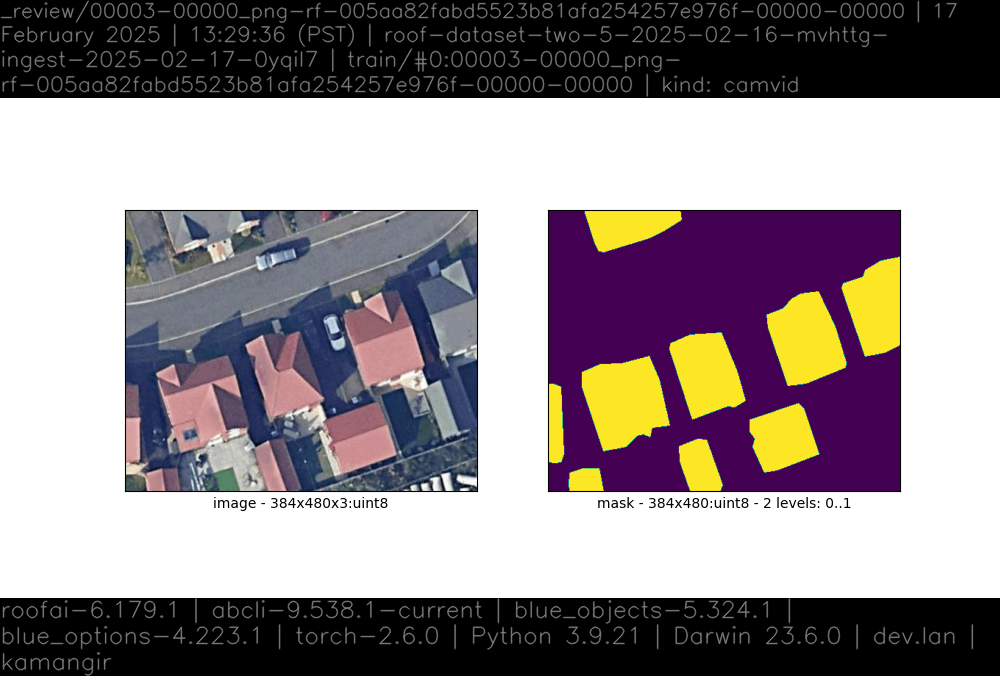 _review/00003-00000_png-rf-005aa82fabd5523b81afa254257e976f-00000-00000 | 17
February 2025 | 13:29:36 (PST) | roof-dataset-two-5-2025-02-16-mvhttg-
ingest-2025-02-17-0yqil7 | train/#0:00003-00000_png-
rf-005aa82fabd5523b81afa254257e976f-00000-00000 | kind: camvid
image - 384x480x3:uint8
mask - 384x480:uint8 - 2 levels: 0..1
roofai-6.179.1 | abcli-9.538.1-current | blue_objects-5.324.1 |
blue_options-4.223.1 | torch-2.6.0 | Python 3.9.21 | Darwin 23.6.0 | dev.lan |
kamangir